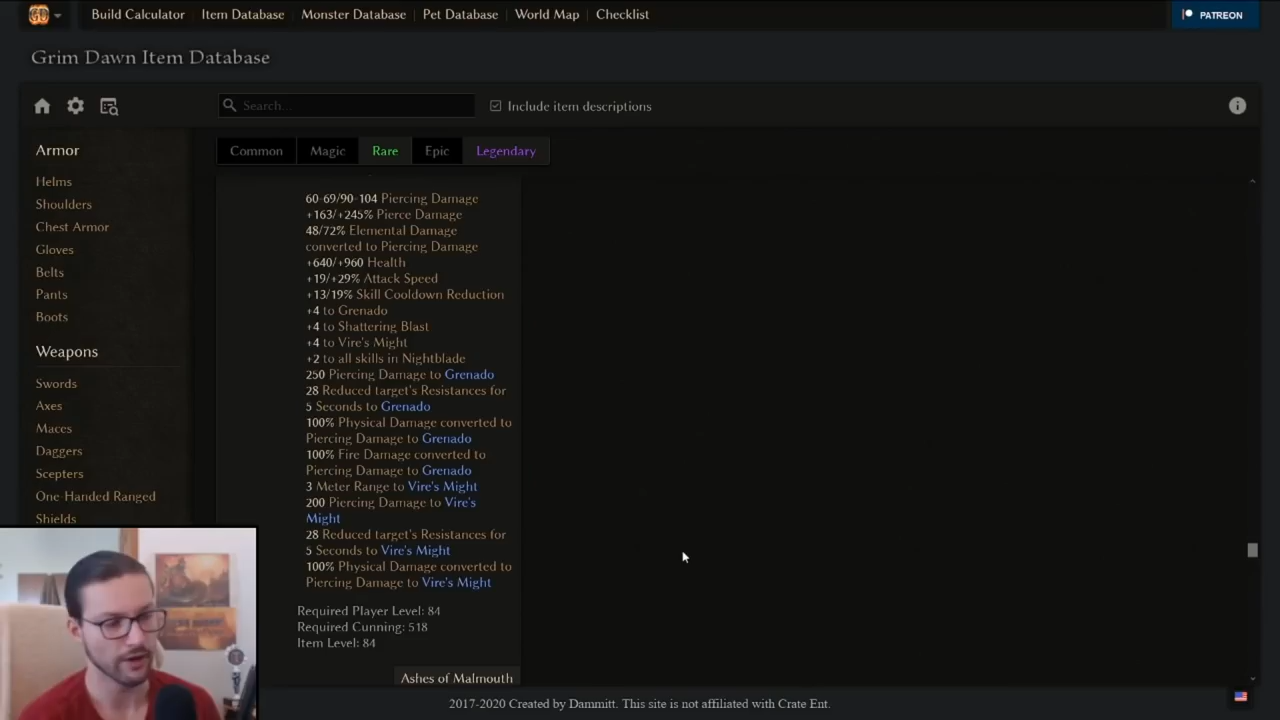 Build Calculator
Item Database
Monster Database
Pet Database
World Map
Checklist
PATREON
Grim Dawn Item Database
Search...
Include item descriptions
Armor
Helms
Shoulders
Chest Armor
Gloves
Belts
Pants
Boots
Weapons
Swords
Axes
Maces
Daggers
Scepters
One-Handed Ranged
Shields
Common
Magic
Rare
Epic
Legendary
60-69/90-104 Piercing Damage
+163/+245% Pierce Damage
48/72% Elemental Damage
converted to Piercing Damage
+640/+960 Health
+19/+29% Attack Speed
+13/19% Skill Cooldown Reduction
+4 to Grenado
+4 to Shattering Blast
+4 to Vire's Might
+2 to all skills in Nightblade
250 Piercing Damage to Grenado
28 Reduced target's Resistances for
5 Seconds to Grenado
100% Physical Damage converted to
Piercing Damage to Grenado
100% Fire Damage converted to
Piercing Damage to Grenado
3 Meter Range to Vire's Might
200 Piercing Damage to Vire's
Might
28 Reduced target's Resistances for
5 Seconds to Vire's Might
100% Physical Damage converted to
Piercing Damage to Vire's Might
Required Player Level: 84
Required Cunning: 518
Item Level: 84
Ashes of Malmouth
2017-2020 Created by Dammitt. This site is not affiliated with Crate Ent.